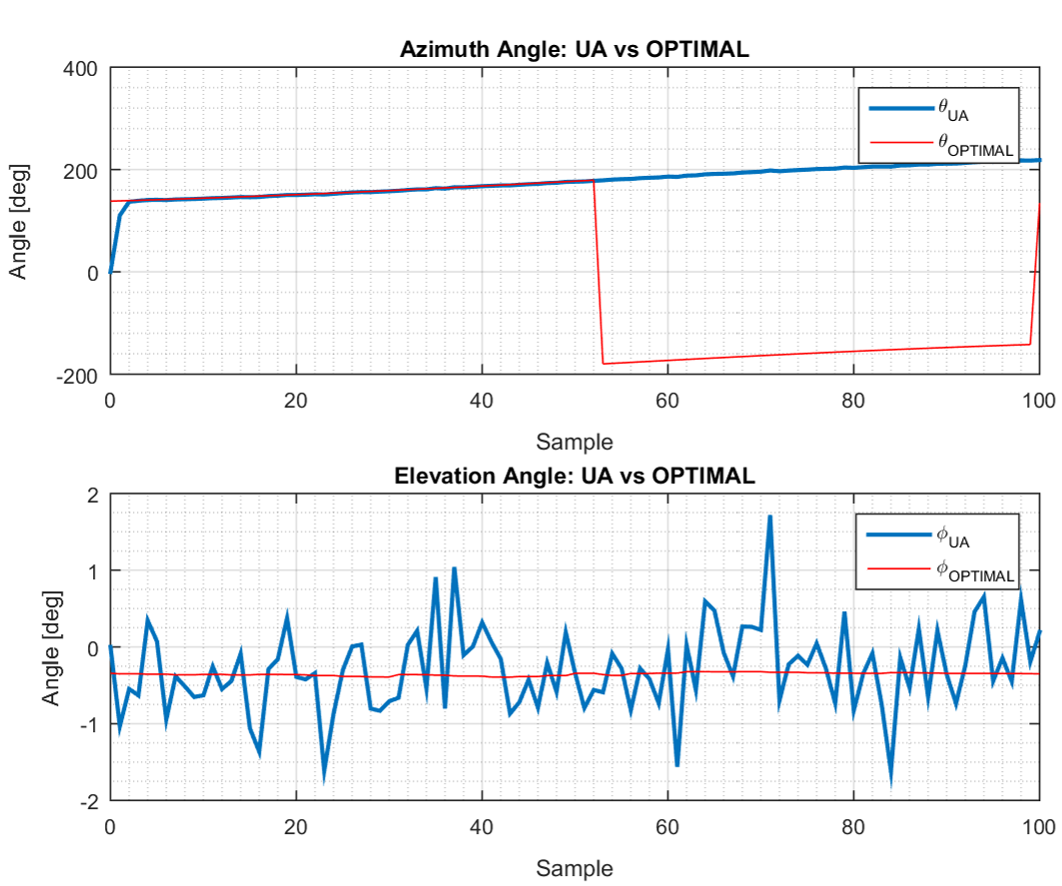 Azimuth Angle: UA vs OPTIMAL
400
200
0
-200
Angle [deg]
θUA
θOPTIMAL
0 20 40 60 80 100
Sample
Elevation Angle: UA vs OPTIMAL
2
1
0
-1
-2
Angle [deg]
ϕUA
ϕOPTIMAL
0 20 40 60 80 100
Sample